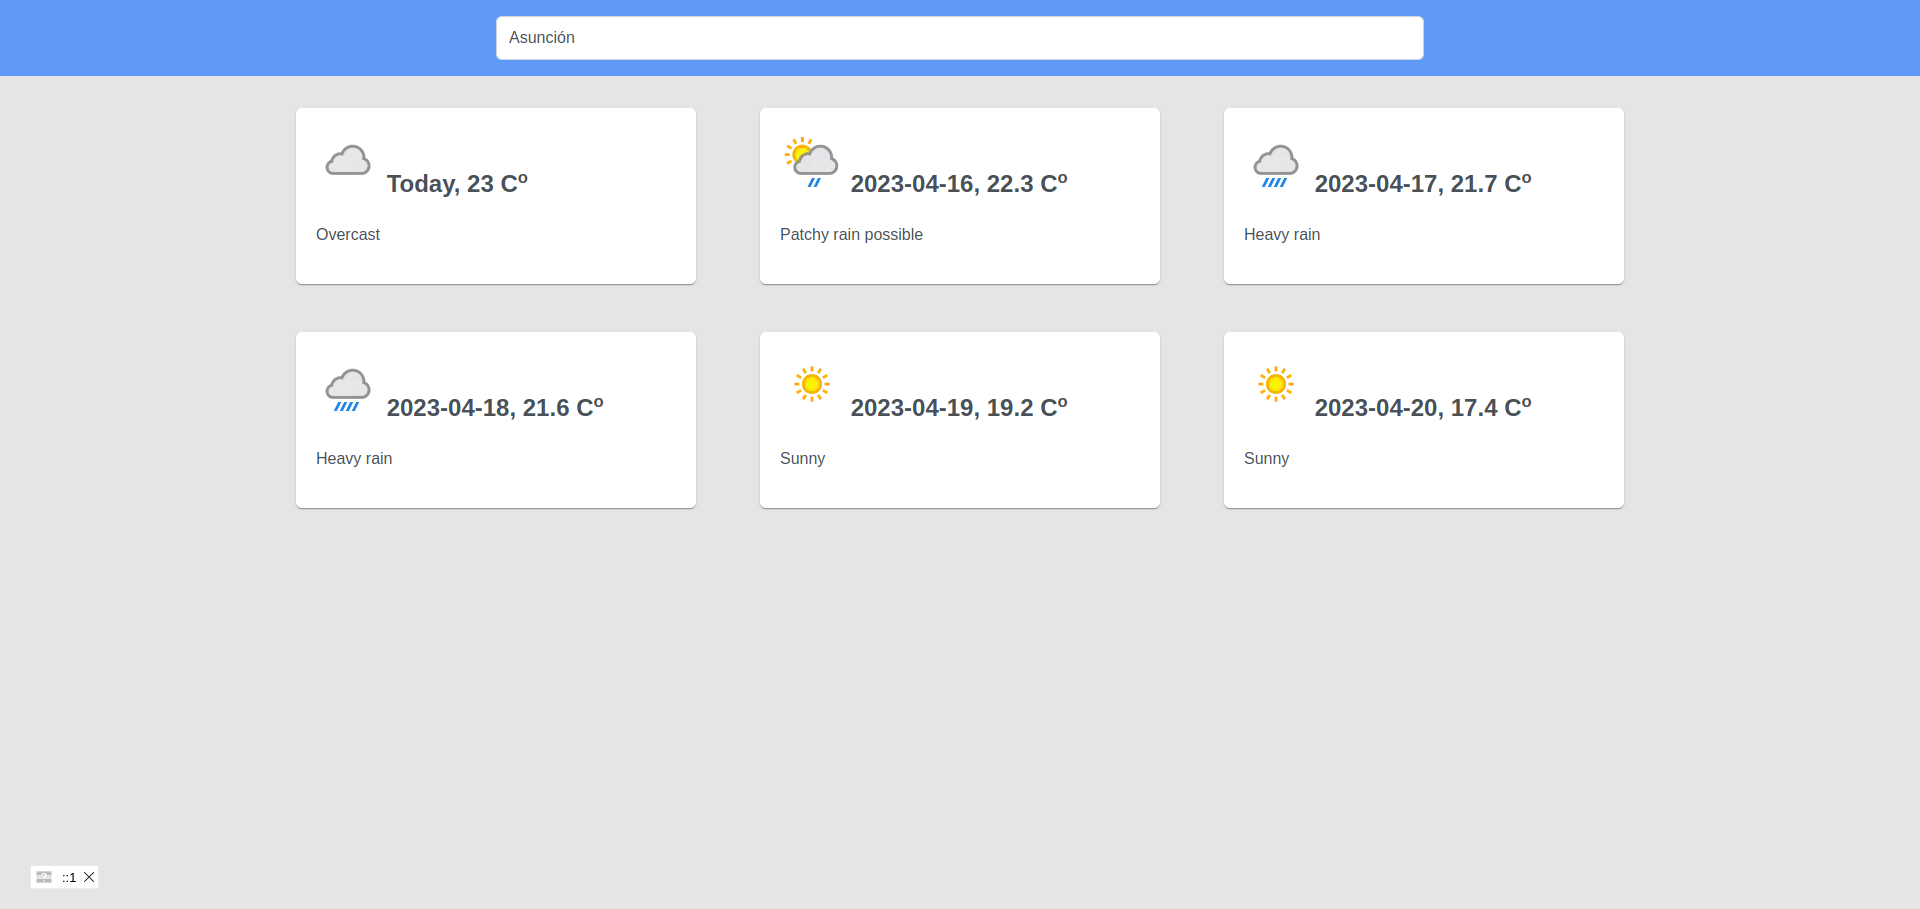 Asunción
Today, 23 Cº
2023-04-16, 22.3 Cº
2023-04-17, 21.7 Cº
Overcast
Patchy rain possible
Heavy rain
2023-04-18, 21.6 Cº
2023-04-19, 19.2 Cº
2023-04-20, 17.4 Cº
Heavy rain
Sunny
Sunny
::1